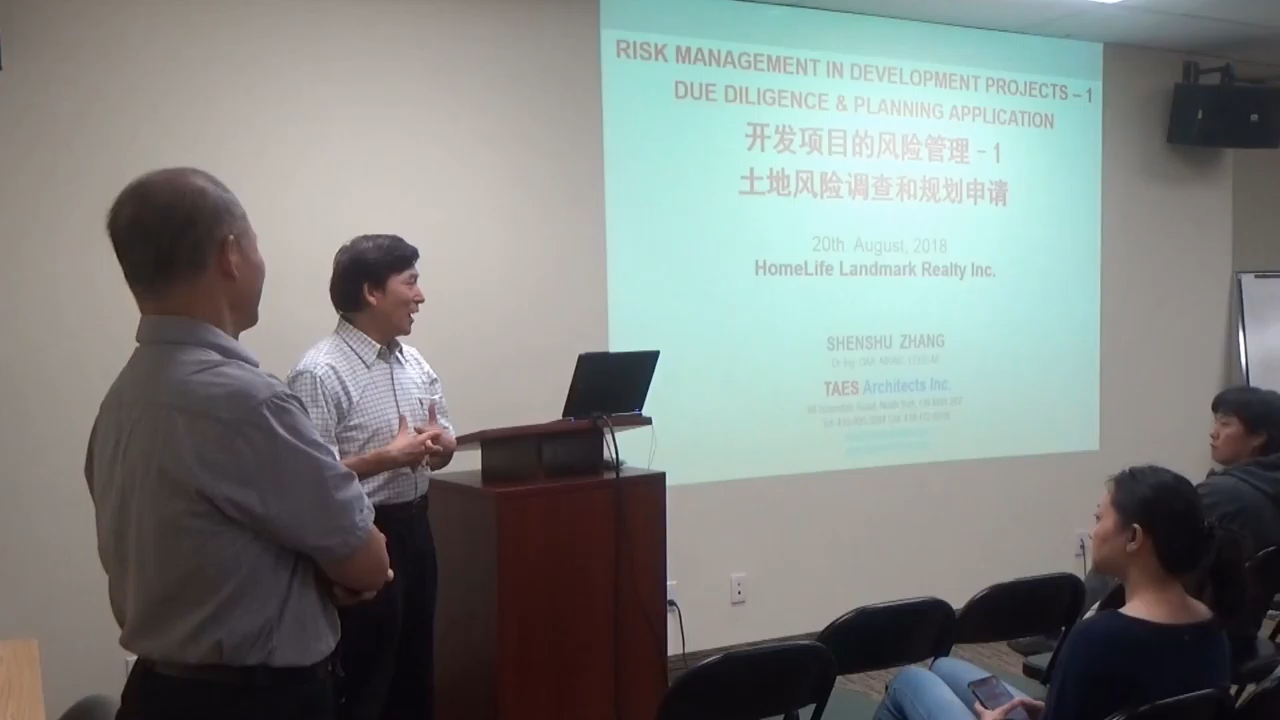 RISK MANAGEMENT IN DEVELOPMENT PROJECTS – 1
DUE DILIGENCE & PLANNING APPLICATION
开发项目的风险管理 – 1
土地风险调查和规划申请
20th August, 2018
HomeLife Landmark Realty Inc.
SHENSHU ZHANG
TAES Architects Inc.